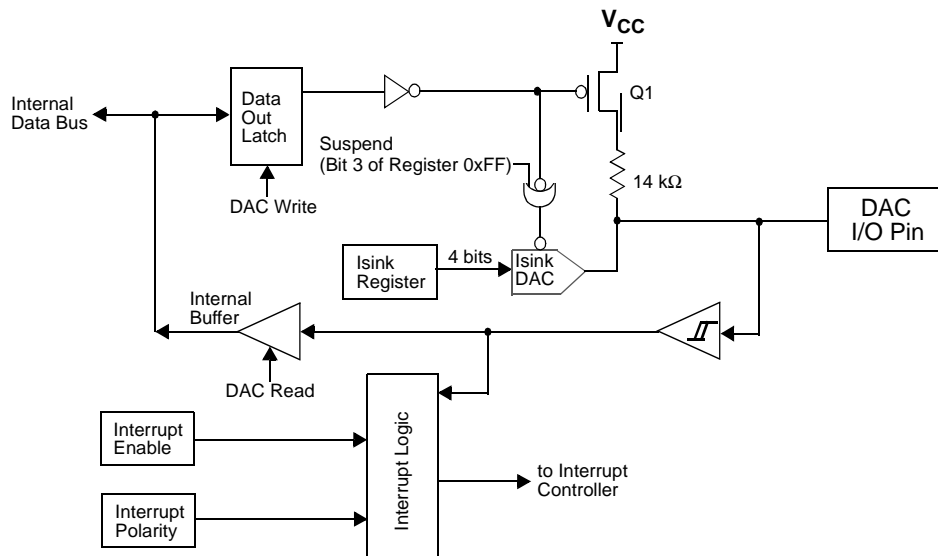 VCC
Internal
Data Bus
Data
Out
Latch
Q1
Suspend
(Bit 3 of Register 0xFF)
14 kΩ
DAC Write
DAC
I/O Pin
Isink
Register
4 bits
Isink
DAC
Internal
Buffer
DAC Read
Interrupt
Enable
Interrupt Logic
to Interrupt
Controller
Interrupt
Polarity